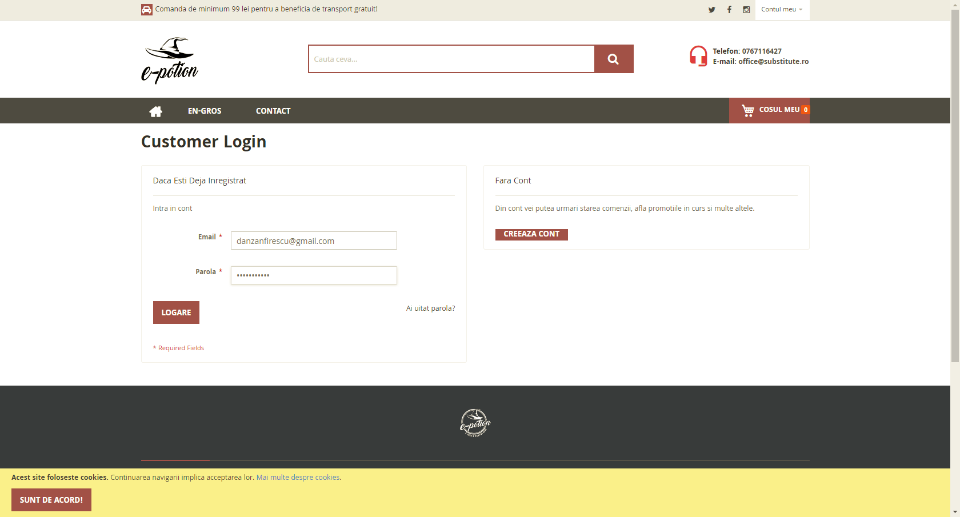 Comanda de minimum 99 lei pentru a beneficia de transport gratuit!
Contul meu
e-potion
Cauta ceva...
Telefon: 0767116427
E-mail: office@substitute.ro
EN-GROS
CONTACT
COSUL MEU 0
Customer Login
Daca Esti Deja Inregistrat
Intra in cont
Email *
danzanfirescu@gmail.com
Parola *
•••••••••••
LOGARE
Ai uitat parola?
* Required Fields
Fara Cont
Din cont vei putea urmari starea comenzii, afla promotiile in curs si multe altele.
CREEAZA CONT
e-potion
Acest site foloseste cookies. Continuarea navigarii implica acceptarea lor. Mai multe despre cookies.
SUNT DE ACORD!